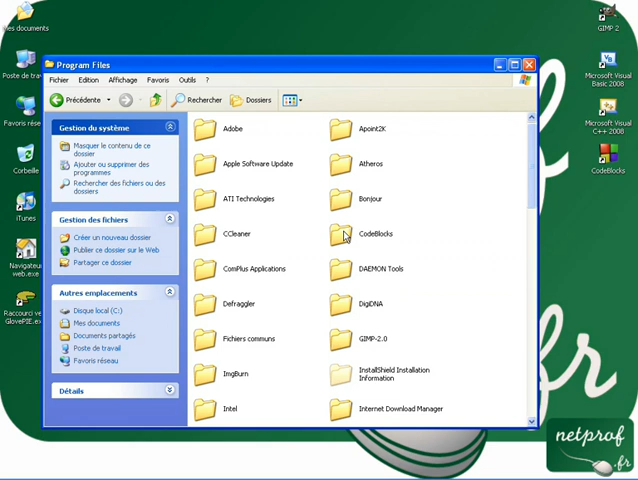 Mes documents
Poste de trav
Favoris rése
Corbeille
iTunes
Navigateur
web.exe
Raccourci ve
GlovePIE.ex
Program Files
Fichier Edition Affichage Favoris Outils ?
Précédente Rechercher Dossiers
Gestion du système
Masquer le contenu de ce
dossier
Ajouter ou supprimer des
programmes
Rechercher des fichiers ou des
dossiers
Gestion des fichiers
Créer un nouveau dossier
Publier ce dossier sur le Web
Partager ce dossier
Autres emplacements
Disque local (C:)
Mes documents
Documents partagés
Poste de travail
Favoris réseau
Détails
Adobe
Apoint2K
Apple Software Update
Atheros
ATI Technologies
Bonjour
CCleaner
CodeBlocks
ComPlus Applications
DAEMON Tools
Defraggler
DigiDNA
Fichiers communs
GIMP-2.0
ImgBurn
InstallShield Installation
Information
Intel
Internet Download Manager
GIMP 2
Microsoft Visual
Basic 2008
Microsoft Visual
C++ 2008
CodeBlocks
.fr
netprof
.fr